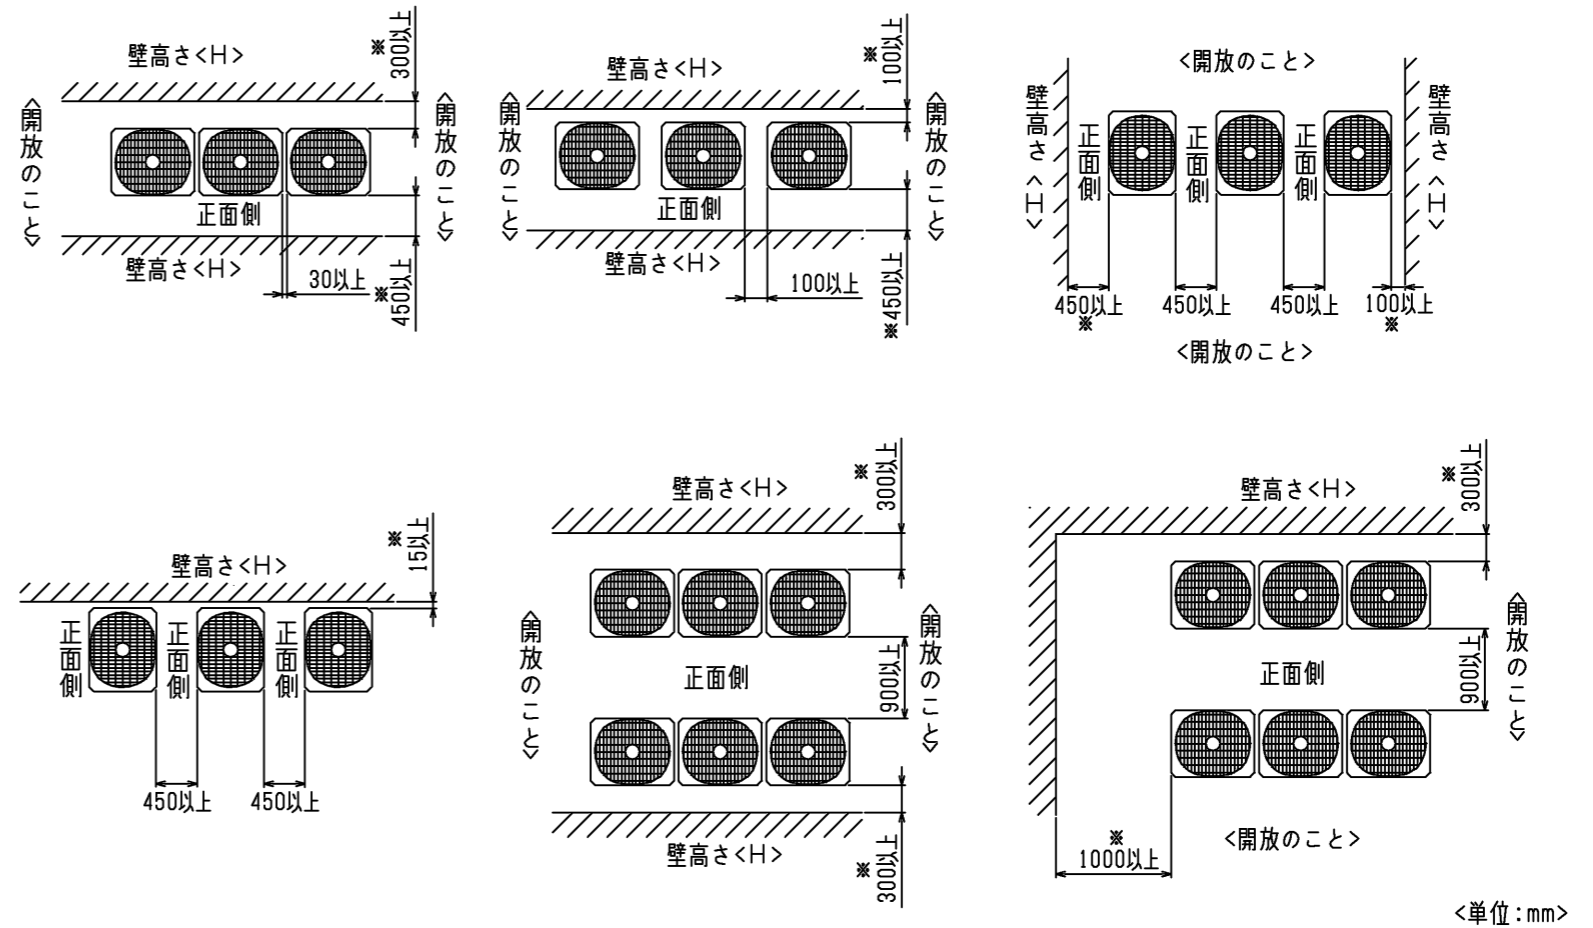 壁高さ<H>
※
300以上
<開放のこと>
<開放のこと>
正面側
壁高さ<H>
30以上
※
450以上
壁高さ<H>
※
100以上
<開放のこと>
<開放のこと>
正面側
壁高さ<H>
100以上
※450以上
<開放のこと>
壁高さ<H>
正面側
正面側
正面側
壁高さ<H>
450以上
※
450以上
450以上
100以上
※
<開放のこと>
壁高さ<H>
※
15以上
正面側
正面側
正面側
450以上
450以上
壁高さ<H>
※
300以上
<開放のこと>
正面側
900以上
<開放のこと>
壁高さ<H>
※
300以上
壁高さ<H>
※
300以上
正面側
900以上
<開放のこと>
※
1000以上
<開放のこと>
<単位:mm>